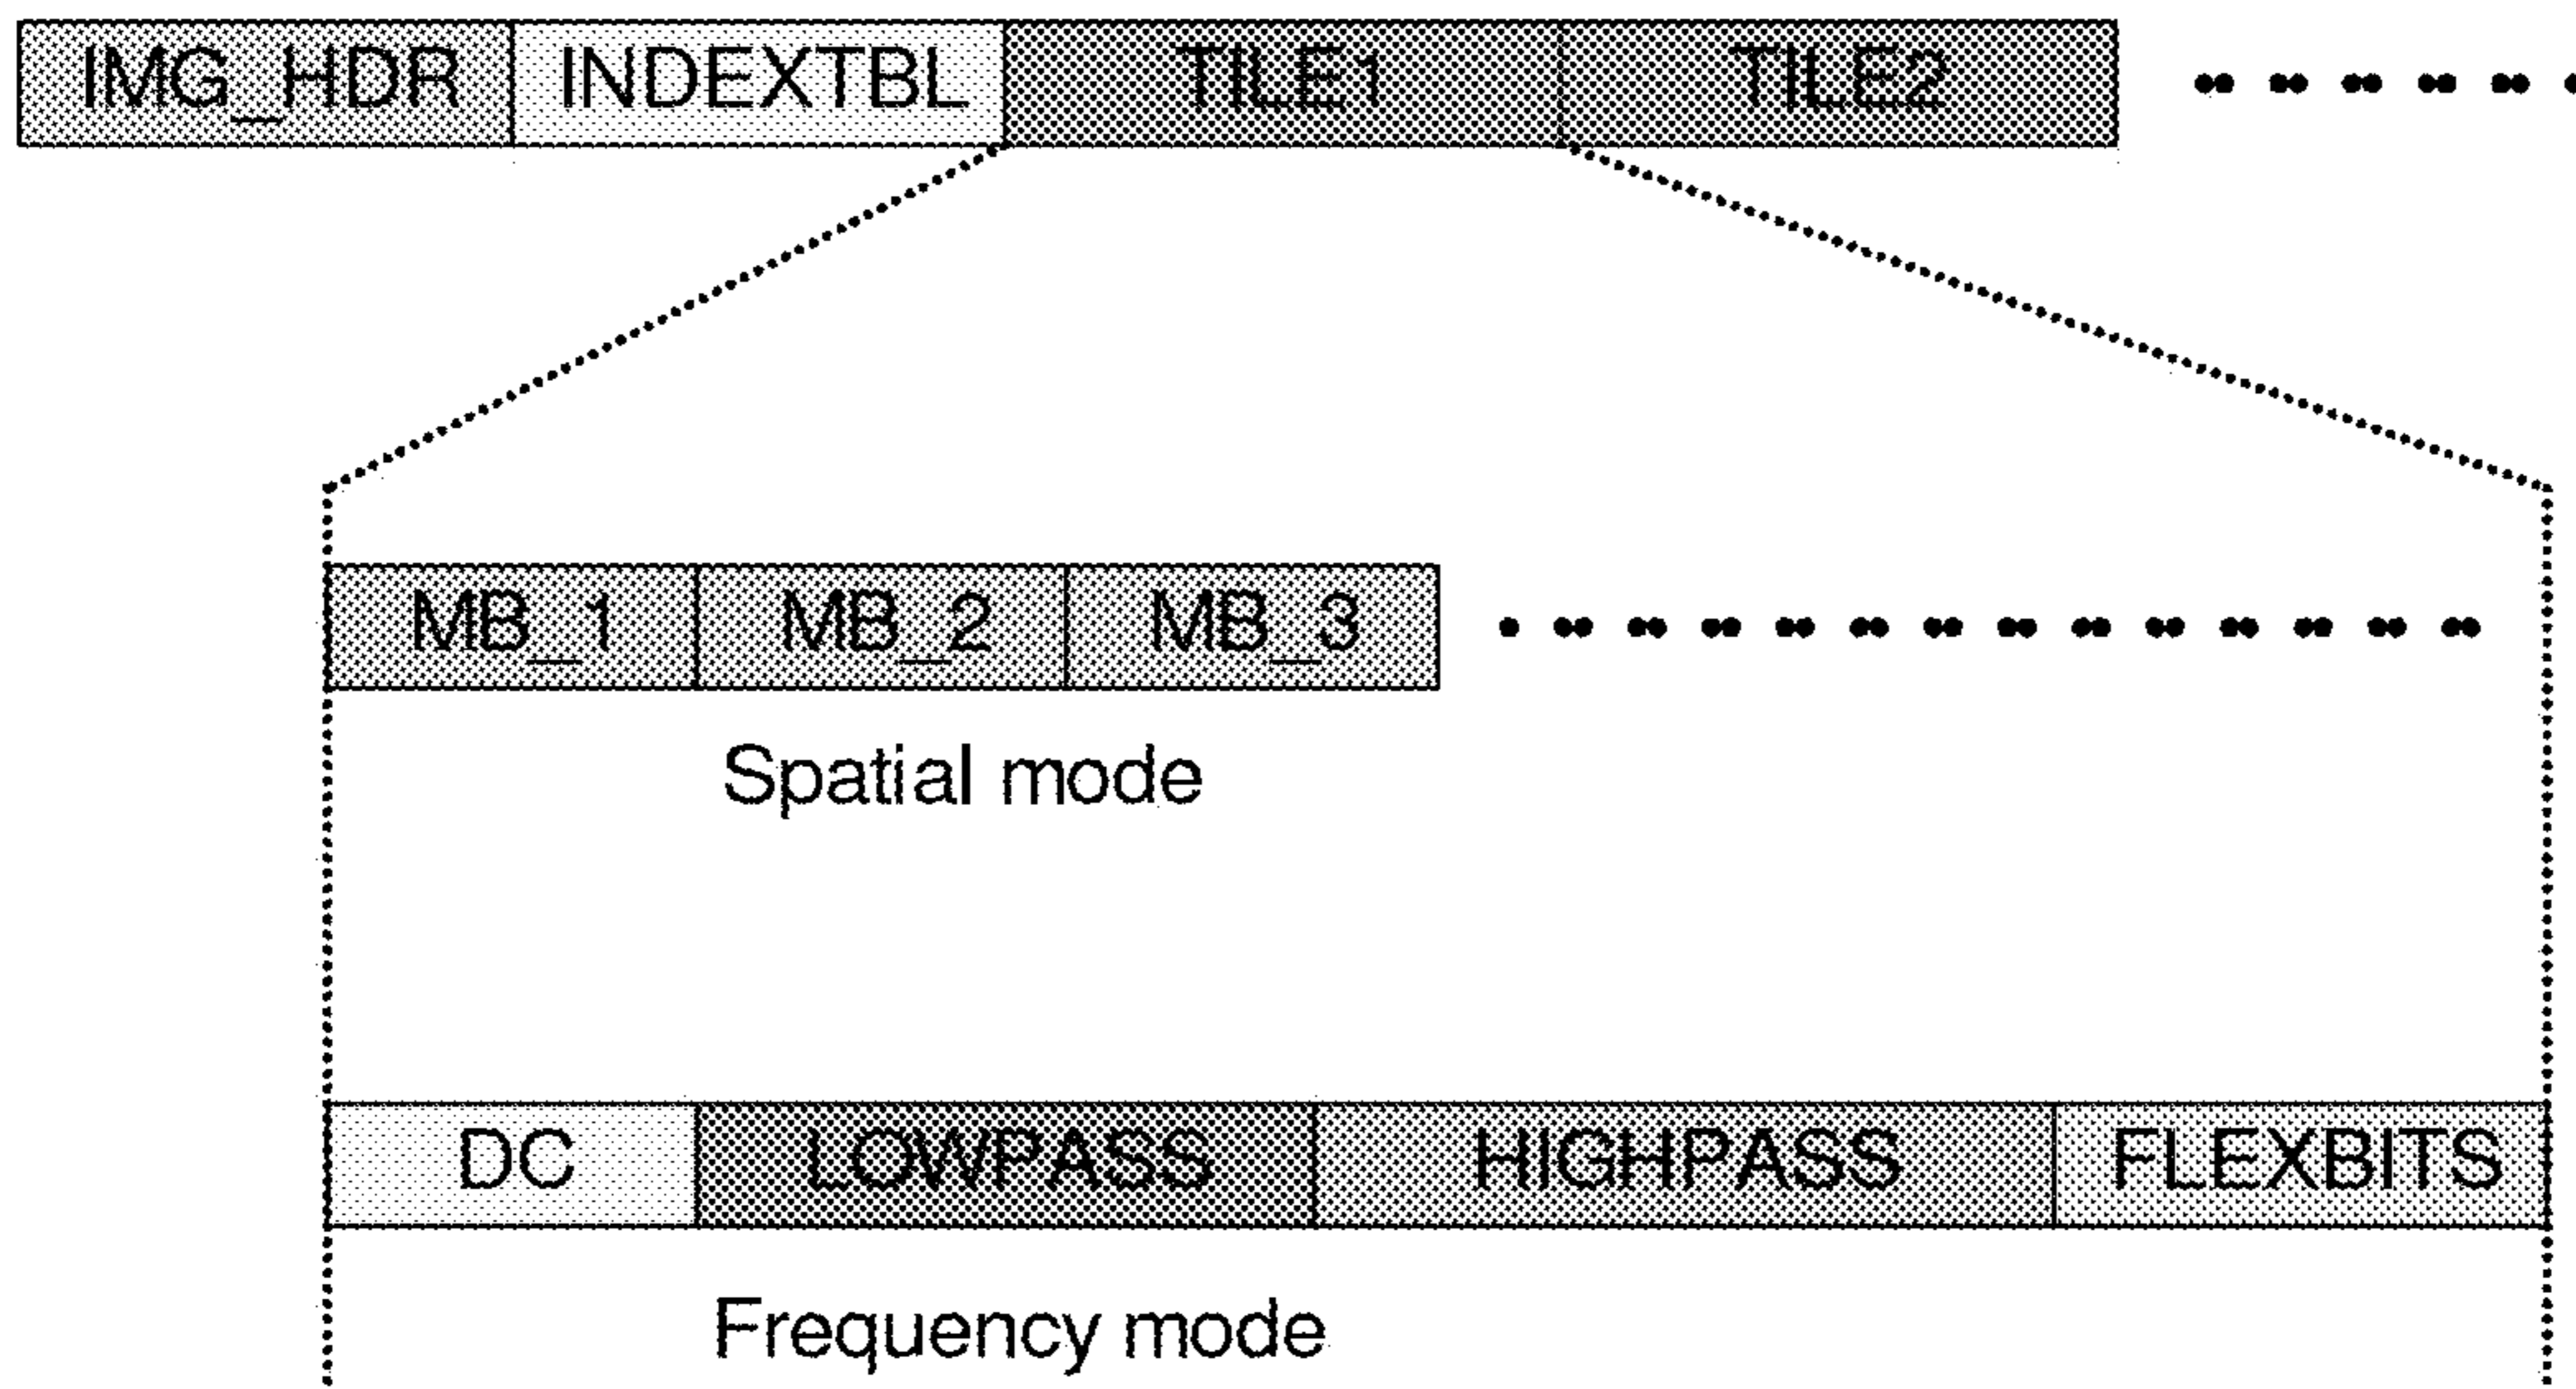 IMG_HDR INDEXTBL TILE1 TILE2
MB_1 MB_2 MB_3
Spatial mode
DC LOWPASS HIGHPASS FLEXBITS
Frequency mode